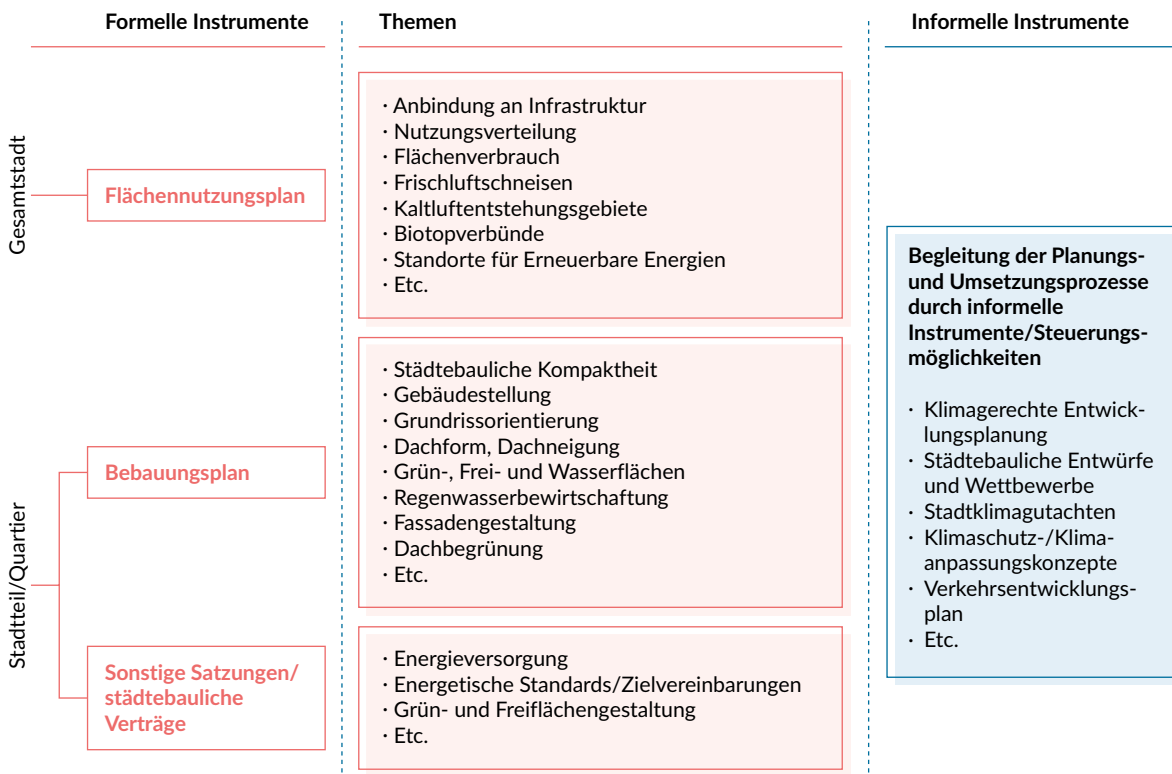 Formelle Instrumente
Themen
Informelle Instrumente
Gesamtstadt
Flächennutzungsplan
· Anbindung an Infrastruktur
· Nutzungsverteilung
· Flächenverbrauch
· Frischluftschneisen
· Kaltluftentstehungsgebiete
· Biotopverbünde
· Standorte für Erneuerbare Energien
· Etc.
Stadtteil/Quartier
Bebauungsplan
· Städtebauliche Kompaktheit
· Gebäudestellung
· Grundrissorientierung
· Dachform, Dachneigung
· Grün-, Frei- und Wasserflächen
· Regenwasserbewirtschaftung
· Fassadengestaltung
· Dachbegrünung
· Etc.
Sonstige Satzungen/
städtebauliche
Verträge
· Energieversorgung
· Energetische Standards/Zielvereinbarungen
· Grün- und Freiflächengestaltung
· Etc.
Begleitung der Planungs-
und Umsetzungsprozesse
durch informelle
Instrumente/Steuerungs-
möglichkeiten
· Klimagerechte Entwick-
lungsplanung
· Städtebauliche Entwürfe
und Wettbewerbe
· Stadtklimagutachten
· Klimaschutz-/Klima-
anpassungskonzepte
· Verkehrsentwicklungs-
plan
· Etc.